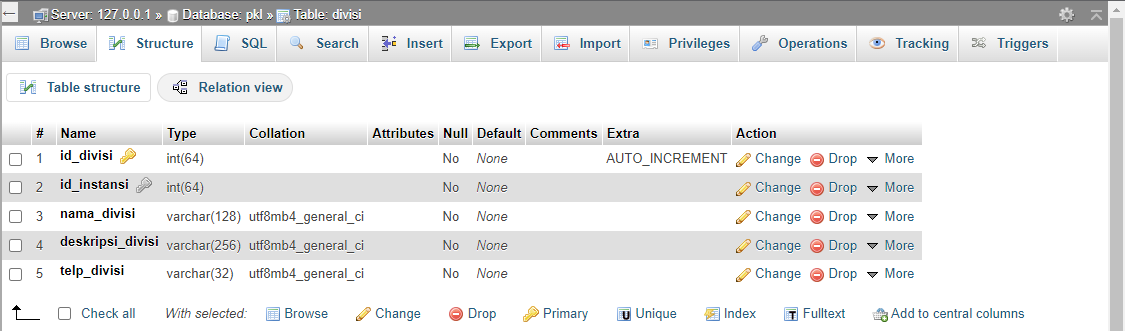 Server: 127.0.0.1 » Database: pkl » Table: divisi
Browse Structure SQL Search Insert Export Import Privileges Operations Tracking Triggers
Table structure Relation view
# Name Type Collation Attributes Null Default Comments Extra Action
1 id_divisi int(64) No None AUTO_INCREMENT Change Drop More
2 id_instansi int(64) No None Change Drop More
3 nama_divisi varchar(128) utf8mb4_general_ci No None Change Drop More
4 deskripsi_divisi varchar(256) utf8mb4_general_ci No None Change Drop More
5 telp_divisi varchar(32) utf8mb4_general_ci No None Change Drop More
Check all With selected: Browse Change Drop Primary Unique Index Fulltext Add to central columns